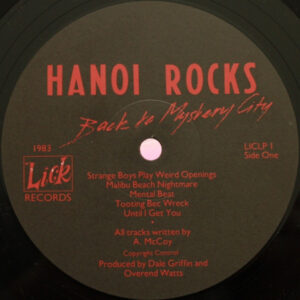 HANOI ROCKS
Back to Mystery City
1983
LICLP 1
Side One
Lick
RECORDS
Strange Boys Play Weird Openings
Malibu Beach Nightmare
Mental Beat
Tooting Bec Wreck
Until I Get You
All tracks written by
A. McCoy
Copyright Control
Produced by Dale Griffin and
Overend Watts